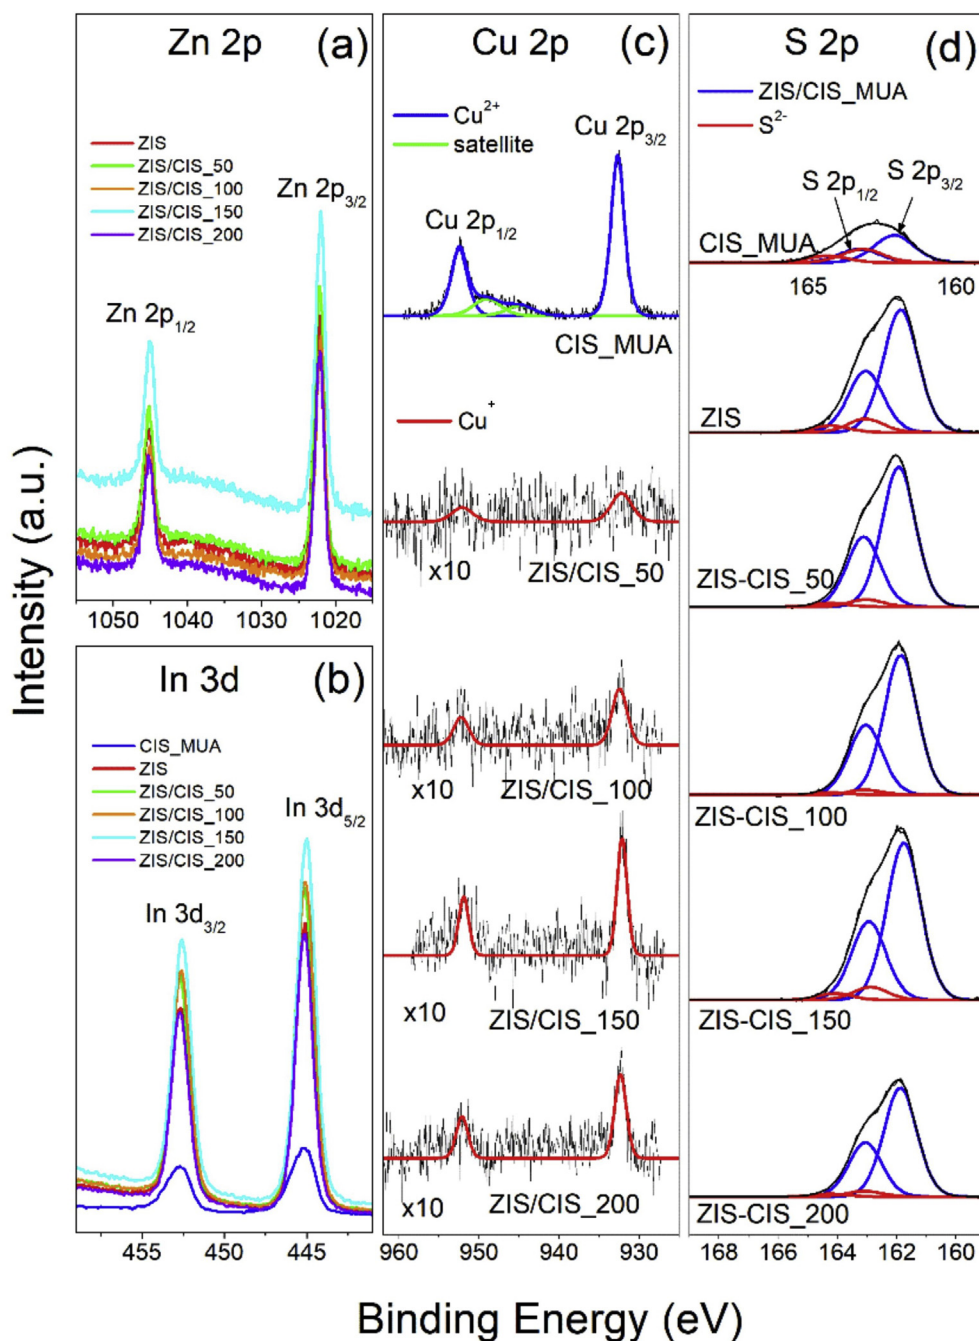 Intensity (a.u.)
Zn 2p
(a)
ZIS
ZIS/CIS_50
ZIS/CIS_100
ZIS/CIS_150
ZIS/CIS_200
Zn 2p3/2
Zn 2p1/2
1050 1040 1030 1020
In 3d
(b)
CIS_MUA
ZIS
ZIS/CIS_50
ZIS/CIS_100
ZIS/CIS_150
ZIS/CIS_200
In 3d5/2
In 3d3/2
455 450 445
Cu 2p
(c)
Cu2+
satellite
Cu 2p3/2
Cu 2p1/2
CIS_MUA
Cu+
x10 ZIS/CIS_50
x10 ZIS/CIS_100
x10 ZIS/CIS_150
x10 ZIS/CIS_200
960 950 940 930
S 2p
(d)
ZIS/CIS_MUA
S2-
S 2p1/2
S 2p3/2
CIS_MUA
165 160
ZIS
ZIS-CIS_50
ZIS-CIS_100
ZIS-CIS_150
ZIS-CIS_200
168 166 164 162 160
Binding Energy (eV)